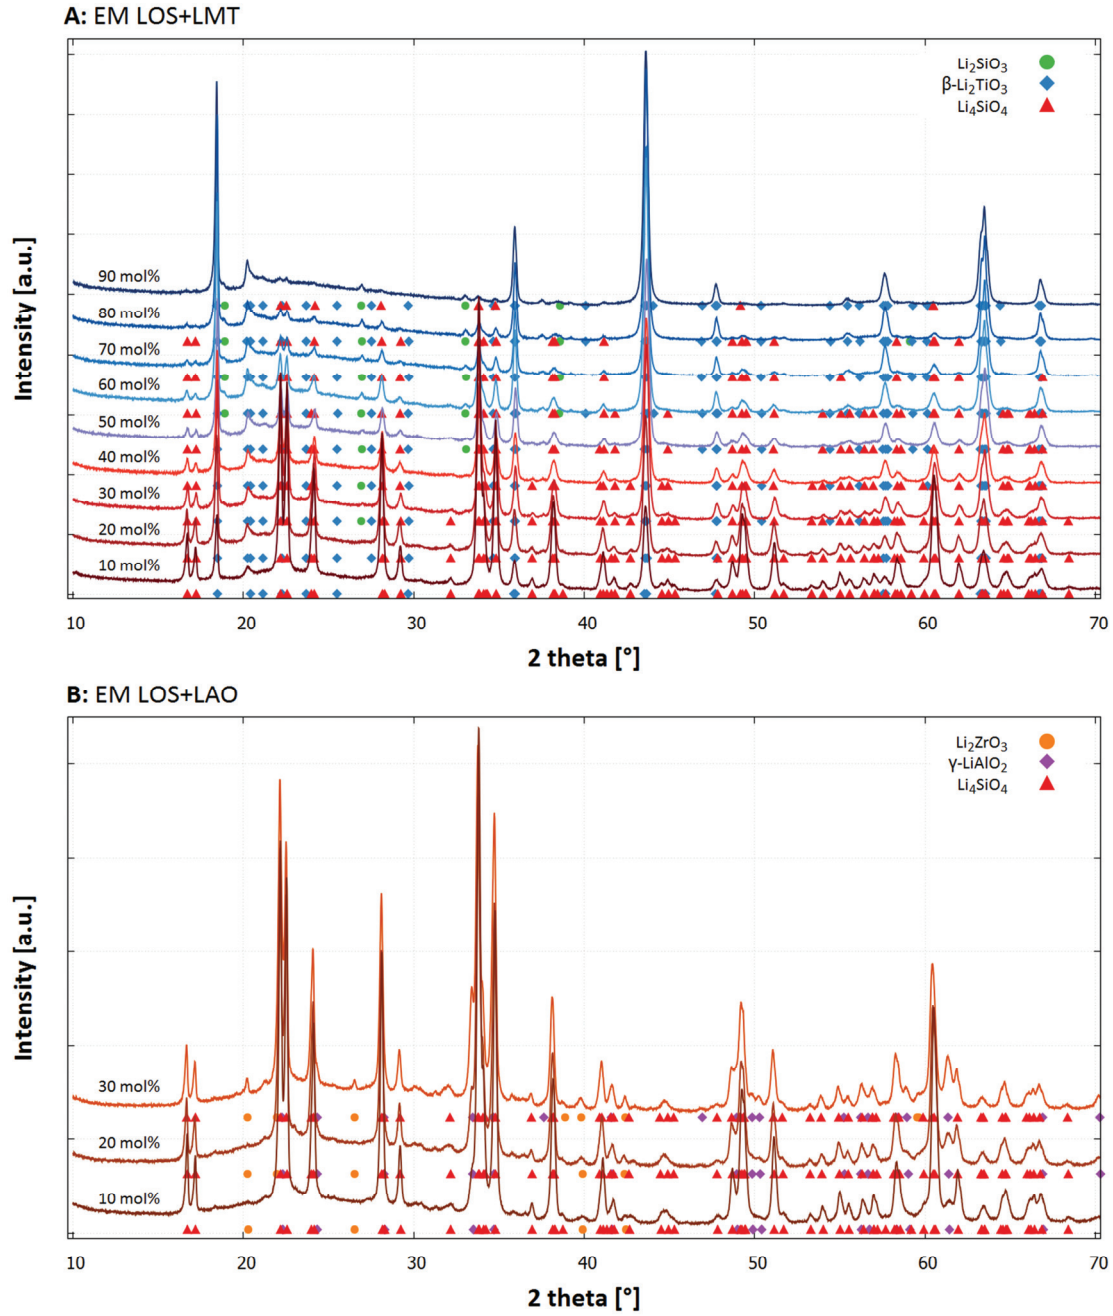 A: EM LOS+LMT
Li₂SiO₃
β-Li₂TiO₃
Li₄SiO₄
Intensity [a.u.]
90 mol%
80 mol%
70 mol%
60 mol%
50 mol%
40 mol%
30 mol%
20 mol%
10 mol%
10 20 30 40 50 60 70
2 theta [°]
B: EM LOS+LAO
Li₂ZrO₃
γ-LiAlO₂
Li₄SiO₄
Intensity [a.u.]
30 mol%
20 mol%
10 mol%
10 20 30 40 50 60 70
2 theta [°]